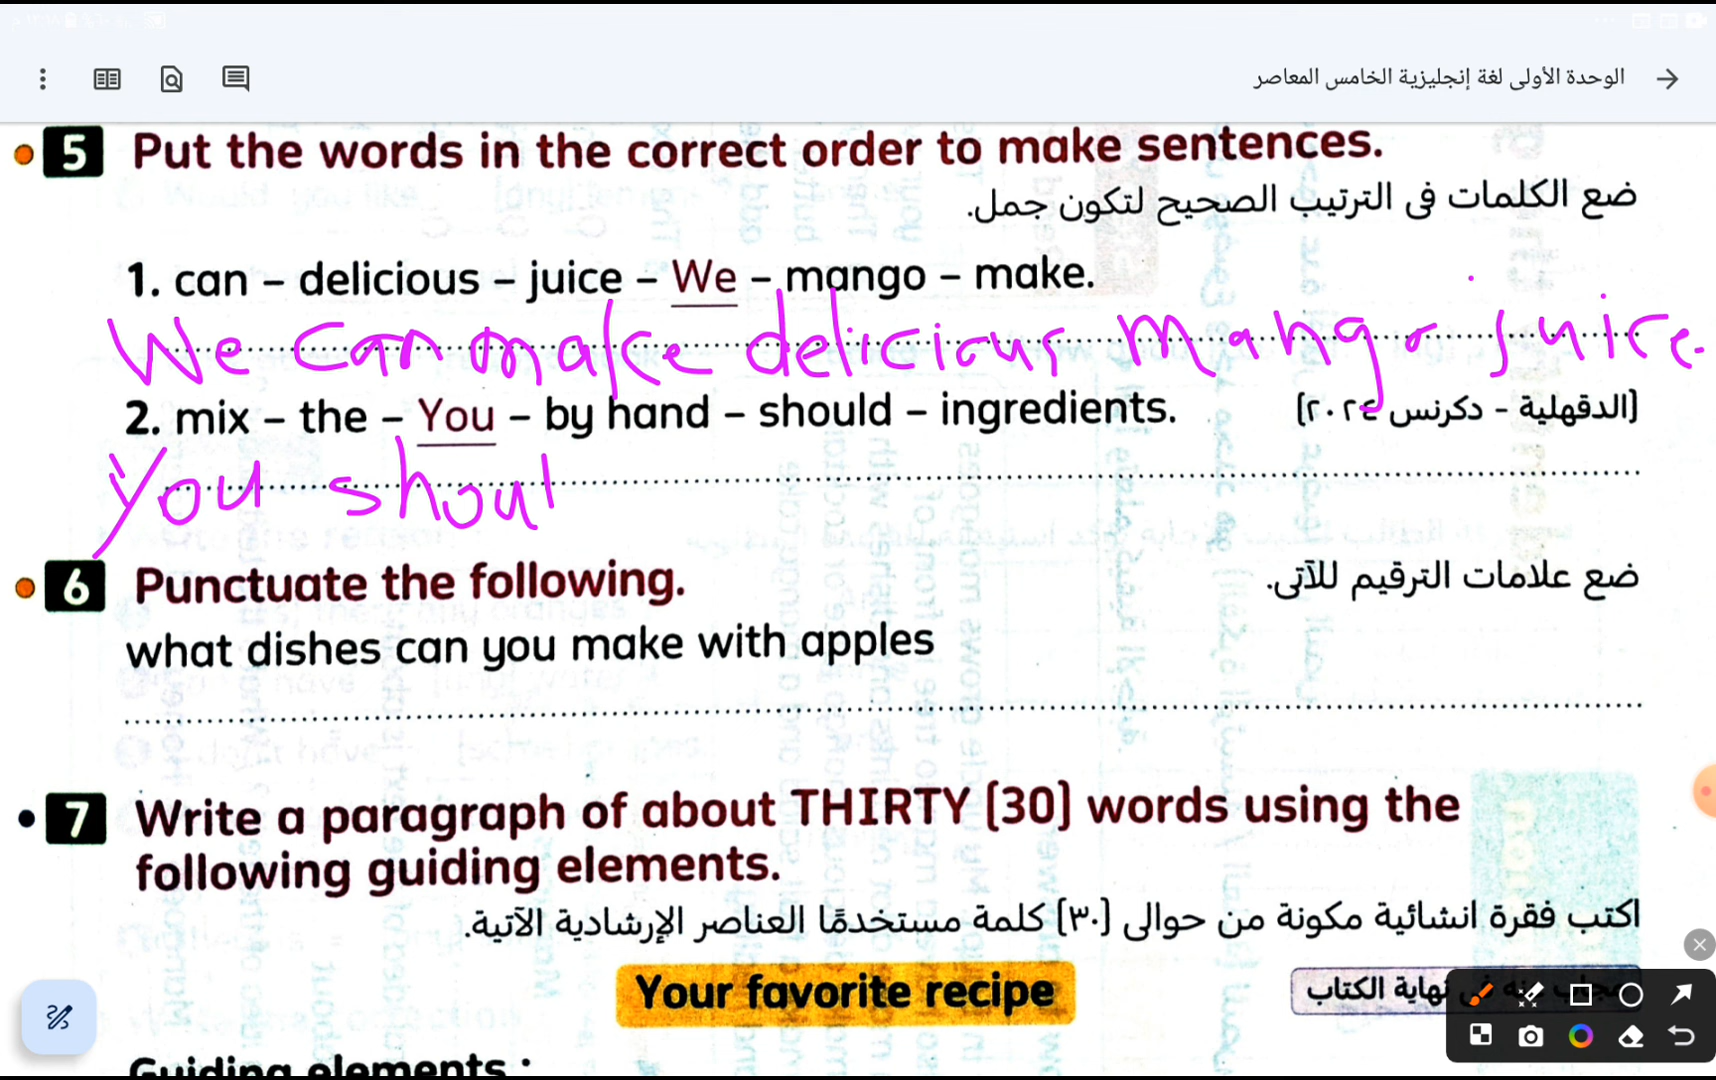 الوحدة الأولى لغة إنجليزية الخامس المعاصر
5 Put the words in the correct order to make sentences.
ضع الكلمات فى الترتيب الصحيح لتكون جمل.
1. can – delicious – juice – We – mango – make.
We can make delicious mango juice.
2. mix – the – You – by hand – should – ingredients.
[الدقهلية - دكرنس ٢٠٢٤]
You shoul
6 Punctuate the following.
ضع علامات الترقيم للآتى.
what dishes can you make with apples
7 Write a paragraph of about THIRTY (30) words using the
following guiding elements.
اكتب فقرة انشائية مكونة من حوالى (٣٠) كلمة مستخدمًا العناصر الإرشادية الآتية.
Your favorite recipe
نهاية الكتاب
Guiding elements :